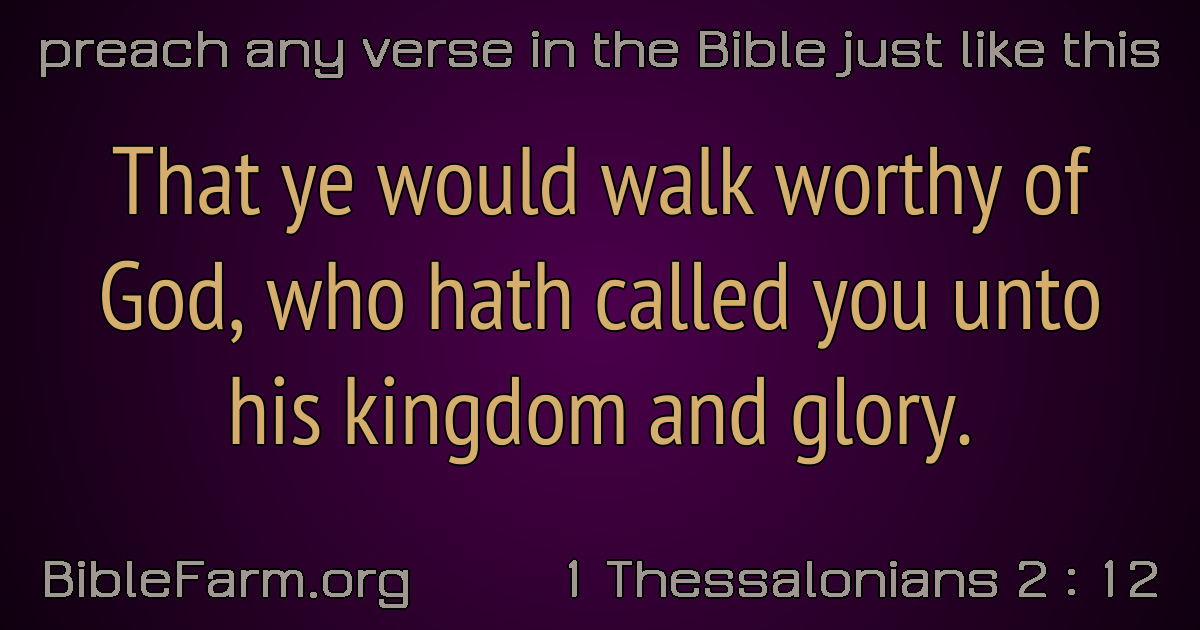 preach any verse in the Bible just like this
That ye would walk worthy of
God, who hath called you unto
his kingdom and glory.
BibleFarm.org
1 Thessalonians 2 : 12